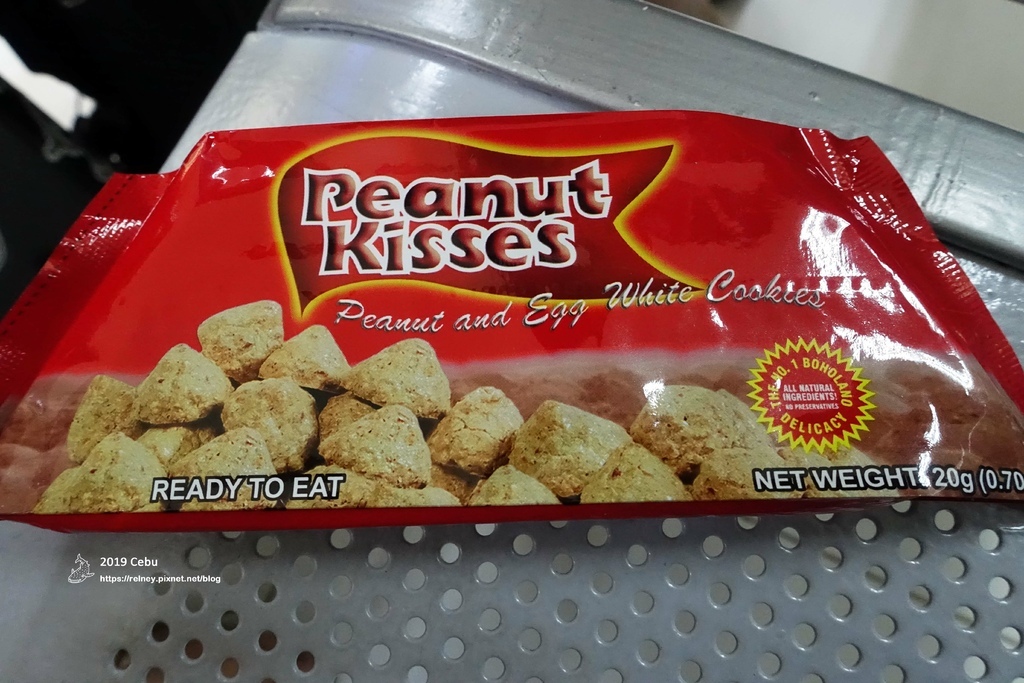 Peanut
Kisses
Peanut and Egg White Cookies
THE NO. 1 BOHOLANO
ALL NATURAL
INGREDIENTS!
NO PRESERVATIVES
DELICACY
READY TO EAT
NET WEIGHT: 20g (0.70
2019 Cebu
https://relney.pixnet.net/blog